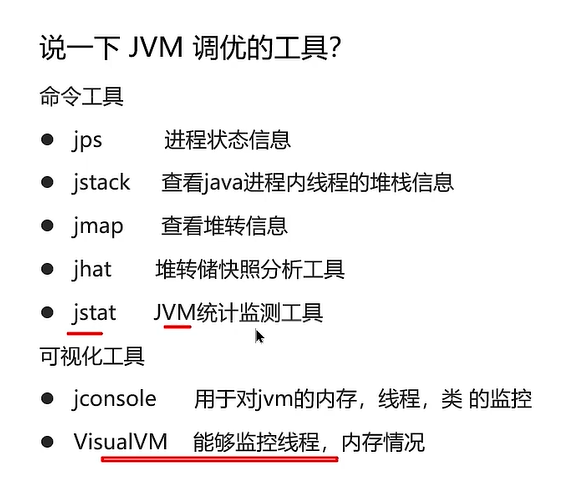 说一下 JVM 调优的工具？
命令工具
● jps 进程状态信息
● jstack 查看java进程内线程的堆栈信息
● jmap 查看堆转信息
● jhat 堆转储快照分析工具
● jstat JVM统计监测工具
可视化工具
● jconsole 用于对jvm的内存，线程，类 的监控
● VisualVM 能够监控线程，内存情况